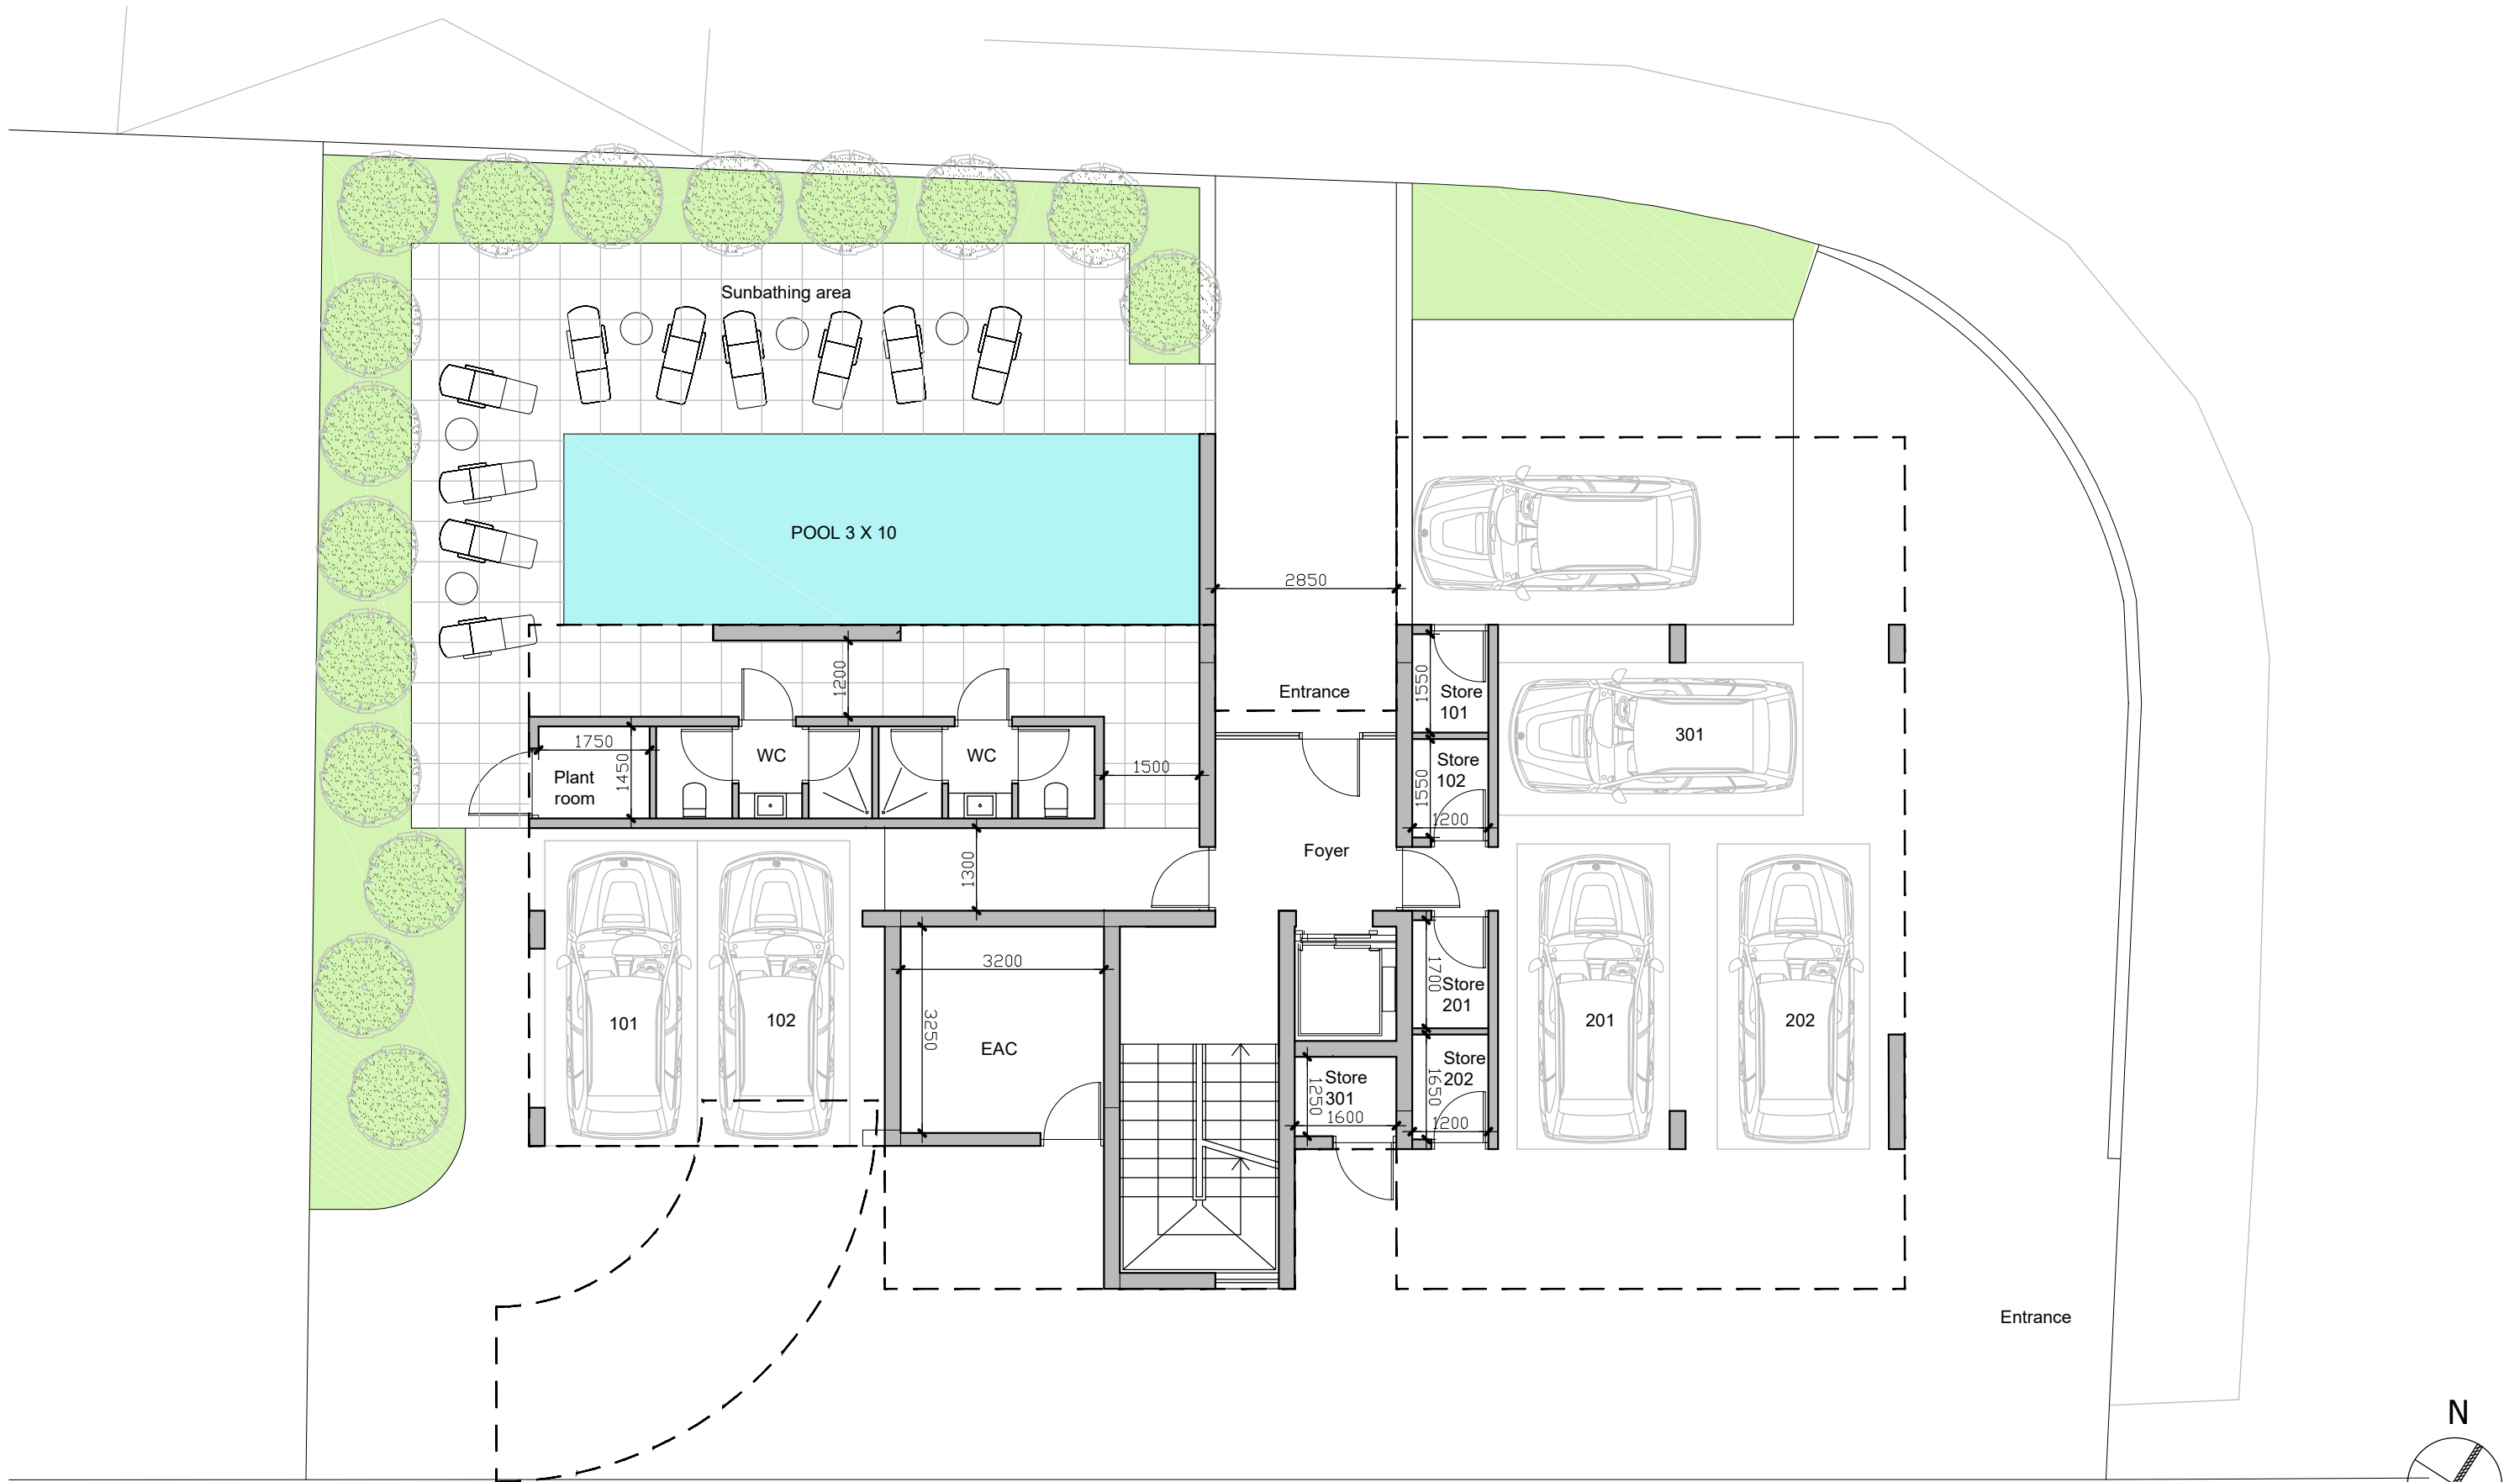 Sunbathing area
POOL 3 X 10
2850
1200
Entrance
1550
Store
101
301
1750
Plant
room
1450
WC
WC
1500
Store
102
1550
1200
1300
Foyer
3200
3250
EAC
101
102
1700
Store
201
201
202
Store
301
1250
1600
Store
202
1650
1200
Entrance
N